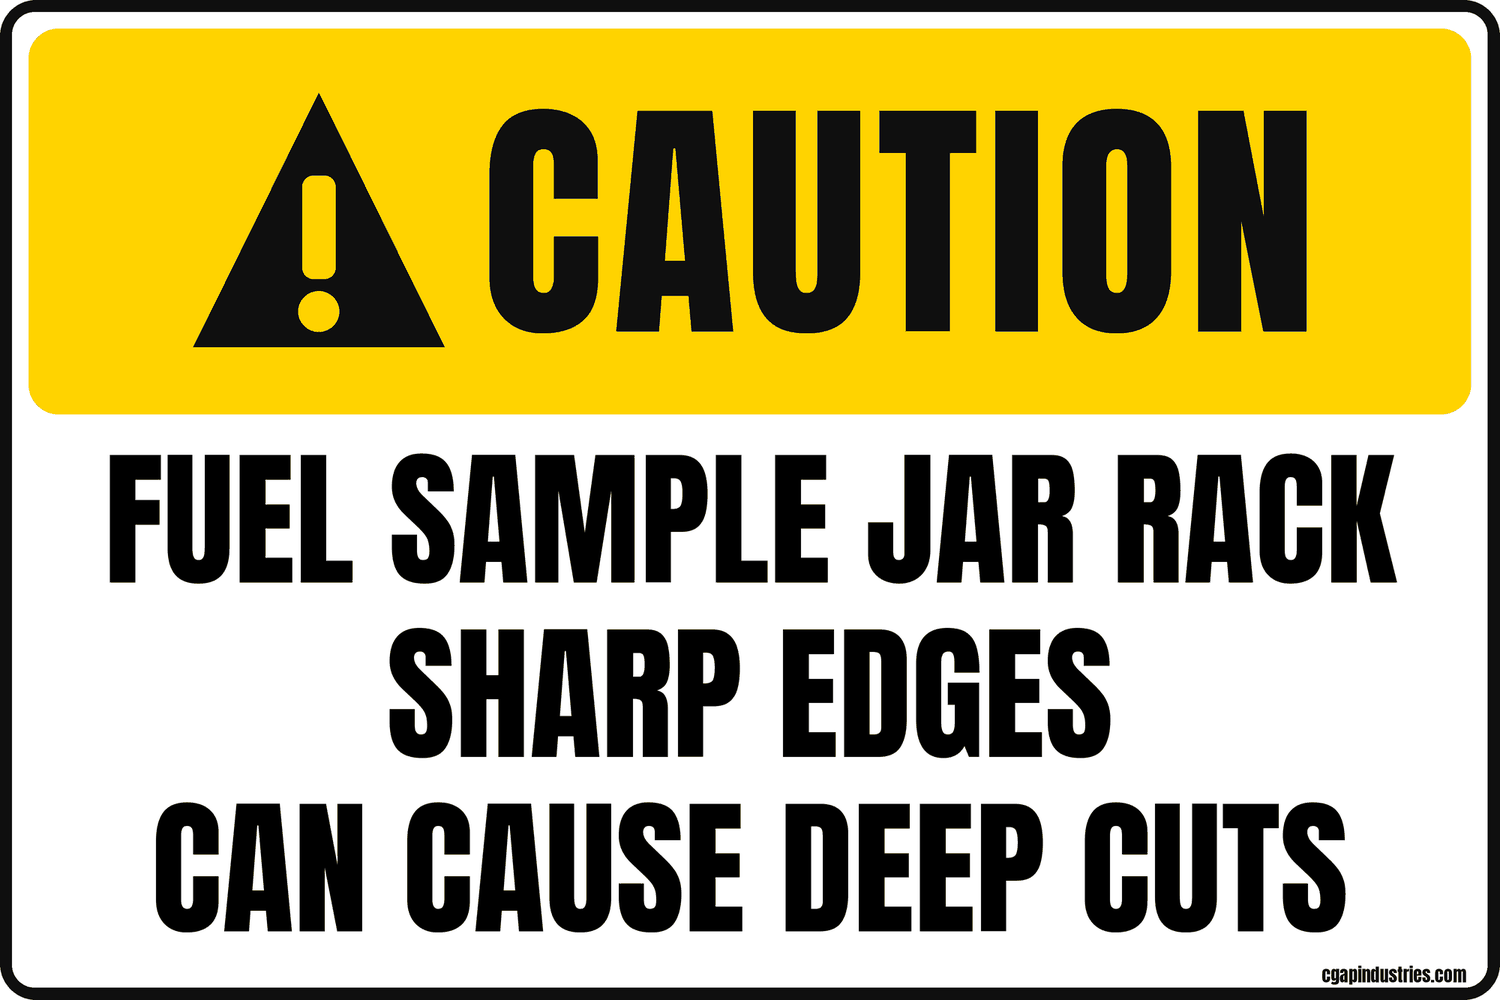 CAUTION
FUEL SAMPLE JAR RACK
SHARP EDGES
CAN CAUSE DEEP CUTS
cgapindustries.com